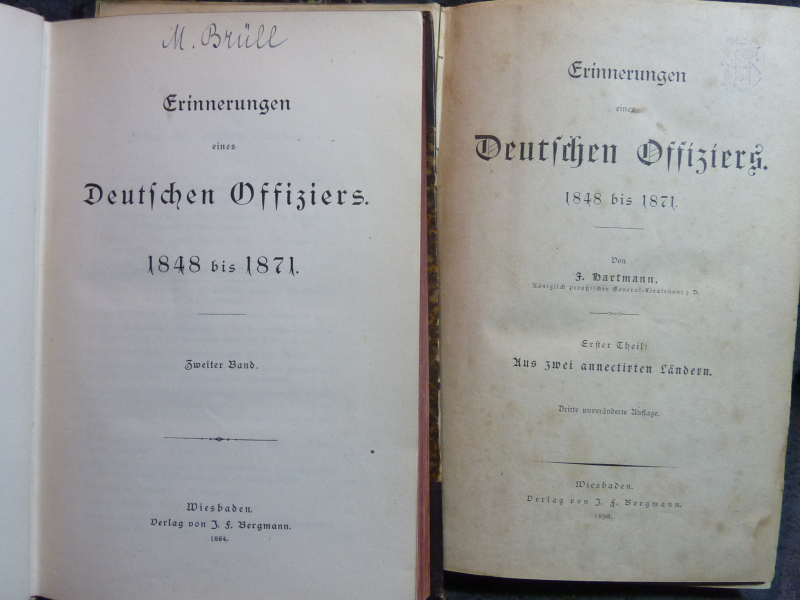 M. Brüll
Erinnerungen
eines
Deutſchen Offiziers.
1848 bis 1871.
Zweiter Band.
Wiesbaden.
Verlag von J. F. Bergmann.
1884.
Erinnerungen
eines
Deutſchen Offiziers.
1848 bis 1871.
Von
J. Hartmann,
Königlich preußiſcher General-Lieutenant z. D.
Erſter Theil:
Aus zwei annectirten Ländern.
Dritte unveränderte Auflage.
Wiesbaden.
Verlag von J. F. Bergmann.